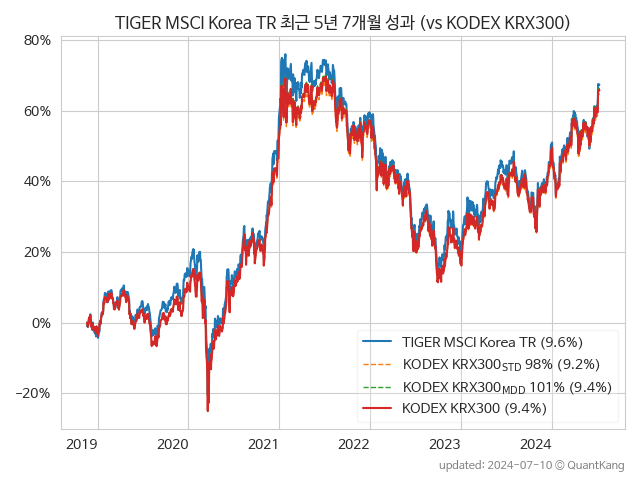 TIGER MSCI Korea TR 최근 5년 7개월 성과 (vs KODEX KRX300)
80%
60%
40%
20%
0%
−20%
TIGER MSCI Korea TR (9.6%)
KODEX KRX300STD 98% (9.2%)
KODEX KRX300MDD 101% (9.4%)
KODEX KRX300 (9.4%)
2019 2020 2021 2022 2023 2024
updated: 2024-07-10 © QuantKang